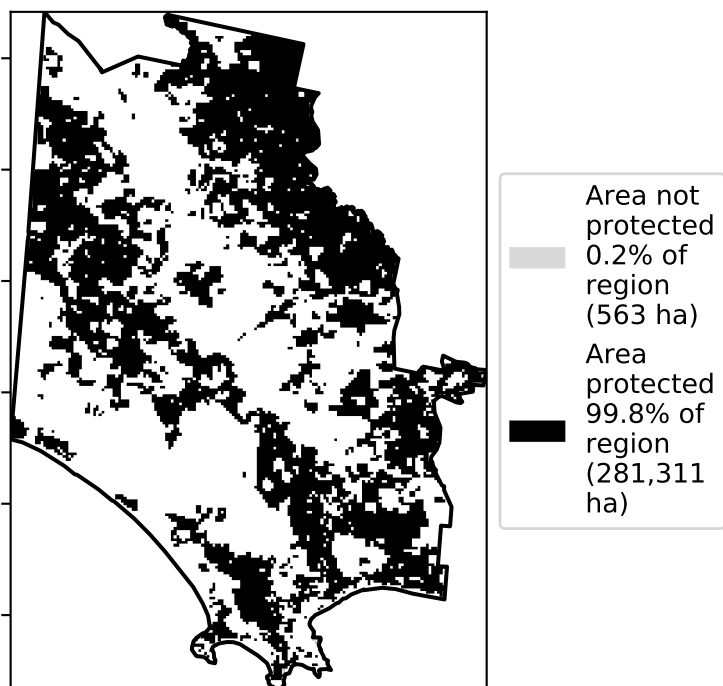 Area not
protected
0.2% of
region
(563 ha)
Area
protected
99.8% of
region
(281,311
ha)